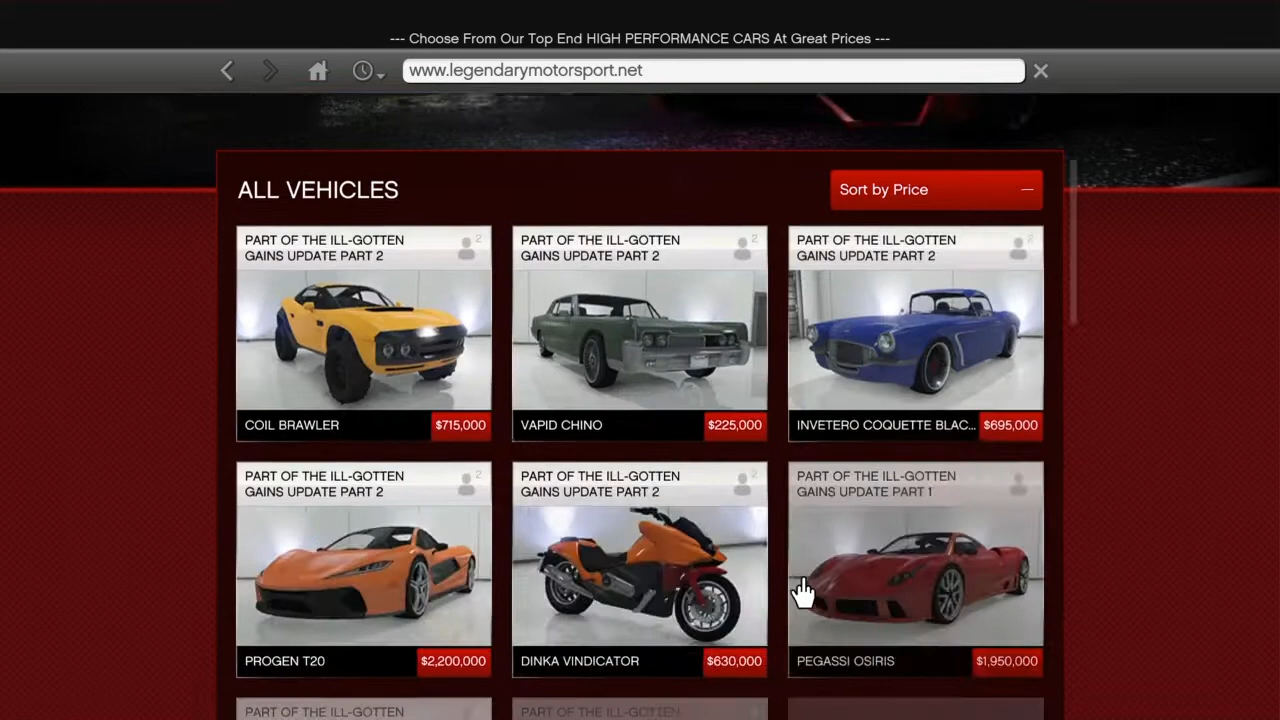 --- Choose From Our Top End HIGH PERFORMANCE CARS At Great Prices ---
www.legendarymotorsport.net
ALL VEHICLES
Sort by Price
PART OF THE ILL-GOTTEN
GAINS UPDATE PART 2
2
PART OF THE ILL-GOTTEN
GAINS UPDATE PART 2
2
PART OF THE ILL-GOTTEN
GAINS UPDATE PART 2
2
COIL BRAWLER
$715,000
VAPID CHINO
$225,000
INVETERO COQUETTE BLAC...
$695,000
PART OF THE ILL-GOTTEN
GAINS UPDATE PART 2
2
PART OF THE ILL-GOTTEN
GAINS UPDATE PART 2
2
PART OF THE ILL-GOTTEN
GAINS UPDATE PART 1
PROGEN T20
$2,200,000
DINKA VINDICATOR
$630,000
PEGASSI OSIRIS
$1,950,000
PART OF THE ILL-GOTTEN
PART OF THE ILL-GOTTEN